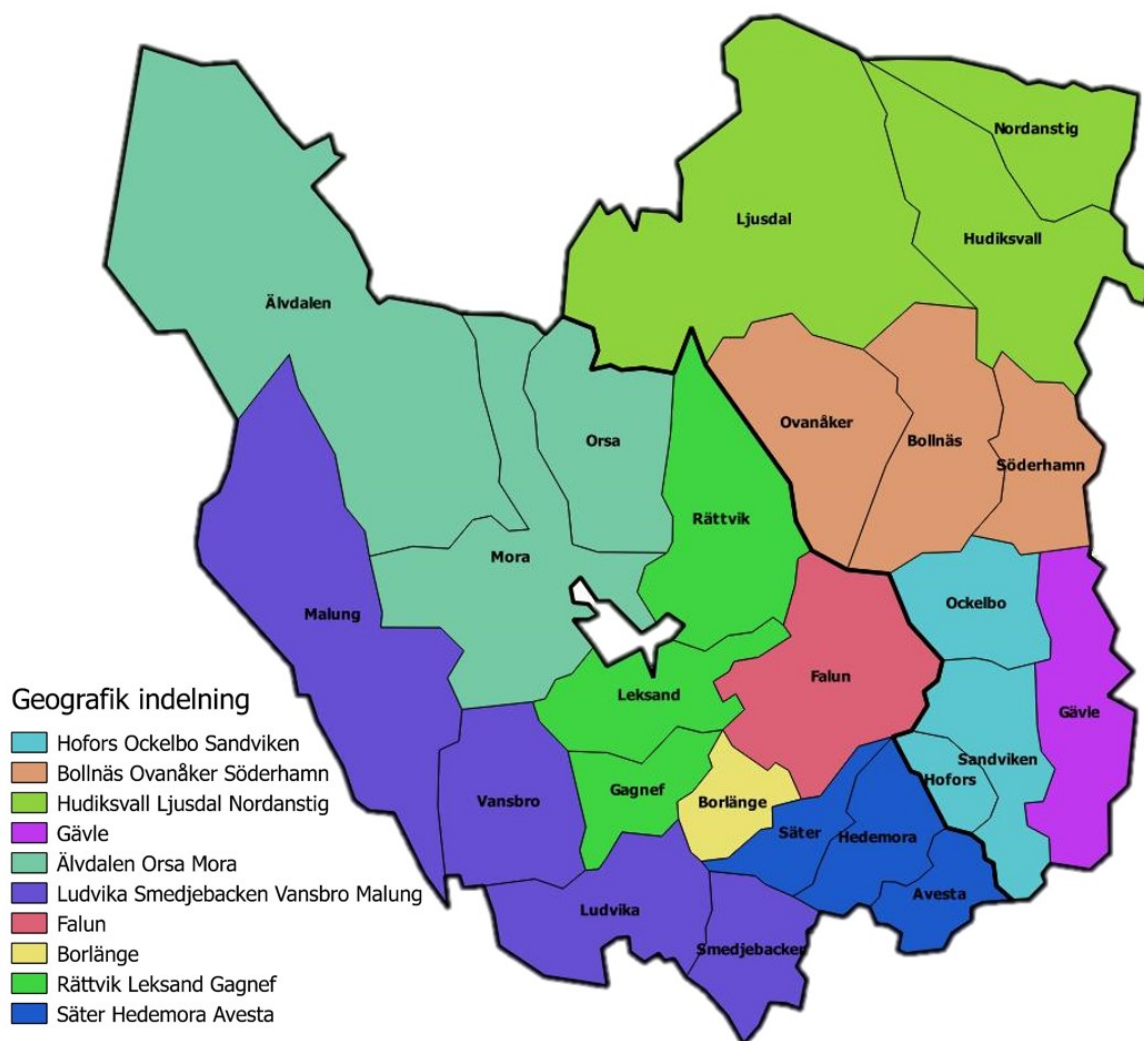 Nordanstig
Ljusdal
Hudiksvall
Älvdalen
Ovanåker
Orsa
Bollnäs
Söderhamn
Rättvik
Mora
Ockelbo
Malung
Falun
Leksand
Gävle
Sandviken
Hofors
Gagnef
Vansbro
Borlänge
Säter
Hedemora
Avesta
Ludvika
Smedjebacken
Geografik indelning
Hofors Ockelbo Sandviken
Bollnäs Ovanåker Söderhamn
Hudiksvall Ljusdal Nordanstig
Gävle
Älvdalen Orsa Mora
Ludvika Smedjebacken Vansbro Malung
Falun
Borlänge
Rättvik Leksand Gagnef
Säter Hedemora Avesta